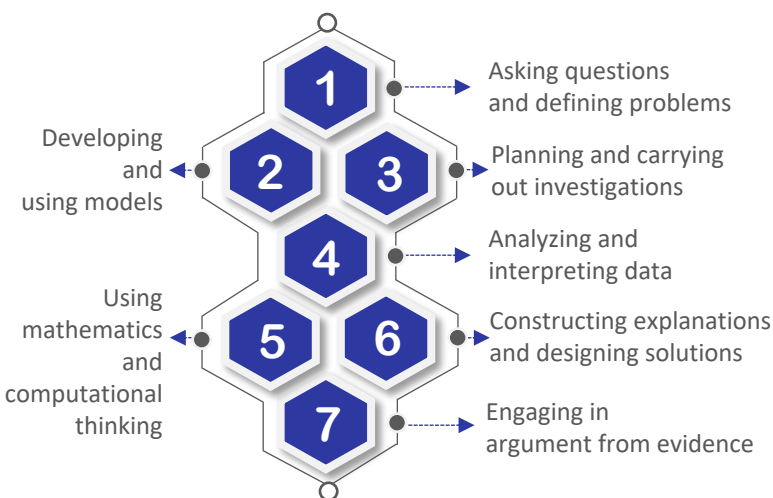 1
Asking questions
and defining problems
2
Developing
and
using models
3
Planning and carrying
out investigations
4
Analyzing and
interpreting data
5
Using
mathematics
and
computational
thinking
6
Constructing explanations
and designing solutions
7
Engaging in
argument from evidence